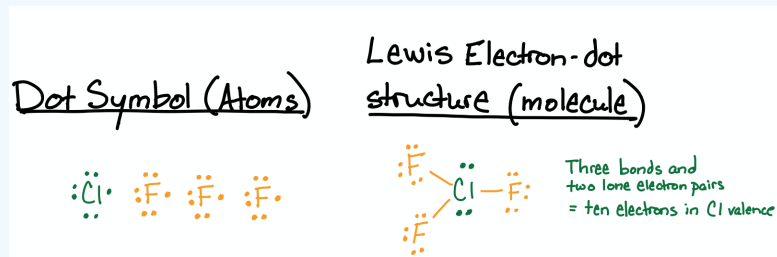 Dot Symbol (Atoms)
Lewis Electron-dot
structure (molecule)
:Cl· :F· :F· :F·
:F
Cl—F:
:F
Three bonds and
two lone electron pairs
= ten electrons in Cl valence